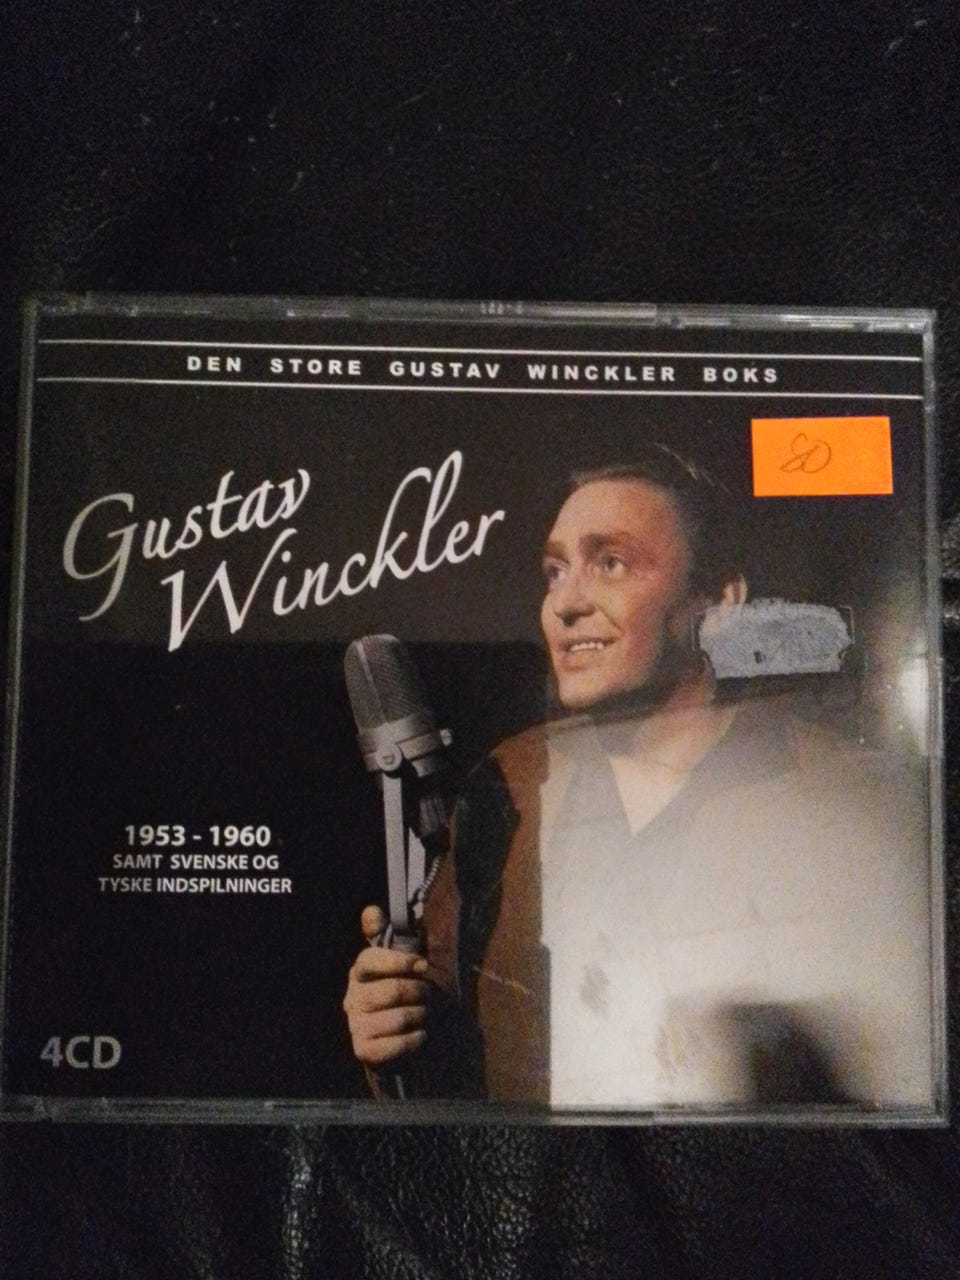 DEN STORE GUSTAV WINCKLER BOKS
80
Gustav
Winckler
1953 - 1960
SAMT SVENSKE OG
TYSKE INDSPILNINGER
4CD